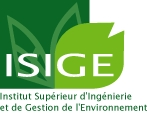 ISIGE
Institut Supérieur d'Ingénierie
et de Gestion de l'Environnement